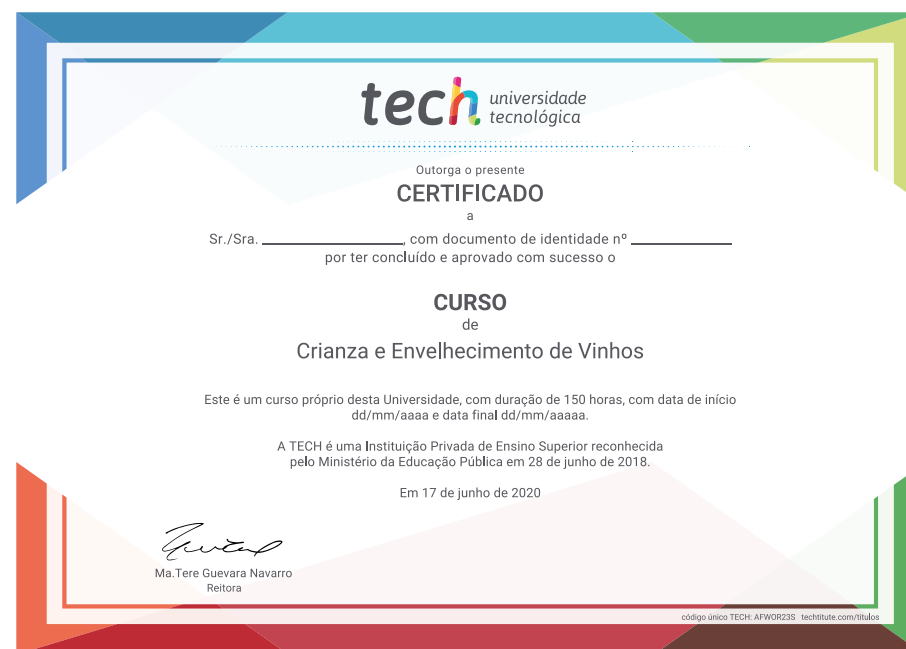 tech universidade
tecnológica
Outorga o presente
CERTIFICADO
a
Sr./Sra. ________________, com documento de identidade nº ____________
por ter concluído e aprovado com sucesso o
CURSO
de
Crianza e Envelhecimento de Vinhos
Este é um curso próprio desta Universidade, com duração de 150 horas, com data de início
dd/mm/aaaa e data final dd/mm/aaaaa.
A TECH é uma Instituição Privada de Ensino Superior reconhecida
pelo Ministério da Educação Pública em 28 de junho de 2018.
Em 17 de junho de 2020
Ma.Tere Guevara Navarro
Reitora
código único TECH: AFWOR23S techtitute.com/titulos